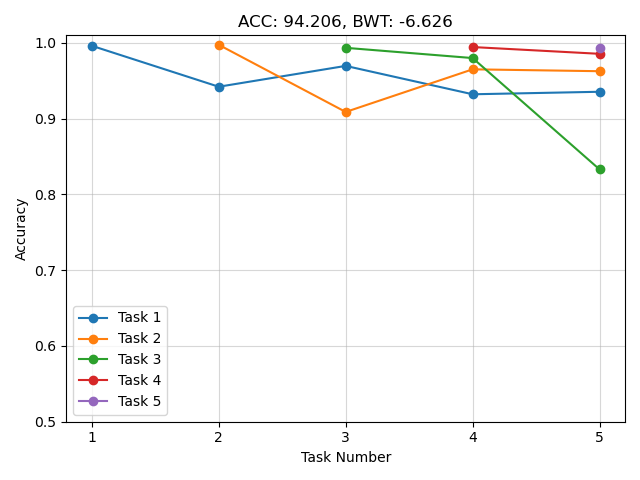 ACC: 94.206, BWT: -6.626
Accuracy
1.0
0.9
0.8
0.7
0.6
0.5
Task 1
Task 2
Task 3
Task 4
Task 5
1 2 3 4 5
Task Number